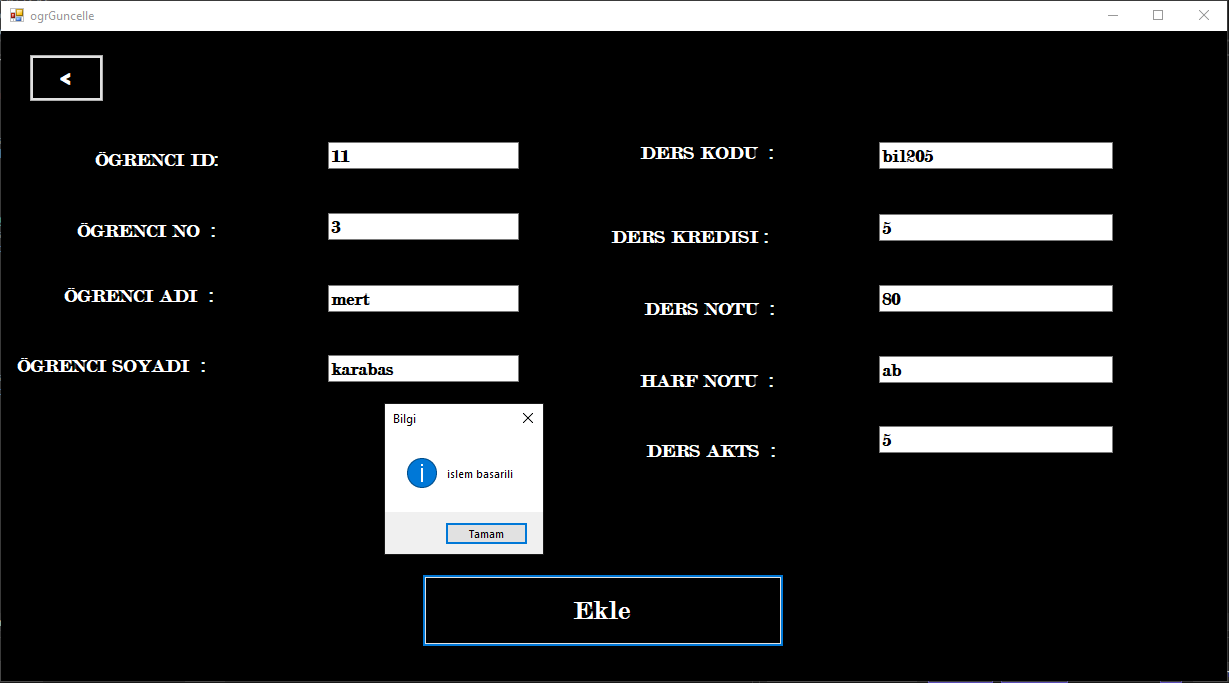 ogrGuncelle
<
ÖGRENCI ID:
11
ÖGRENCI NO :
3
ÖGRENCI ADI :
mert
ÖGRENCI SOYADI :
karabas
DERS KODU :
bil205
DERS KREDISI :
5
DERS NOTU :
80
HARF NOTU :
ab
DERS AKTS :
5
Bilgi
islem basarili
Tamam
Ekle